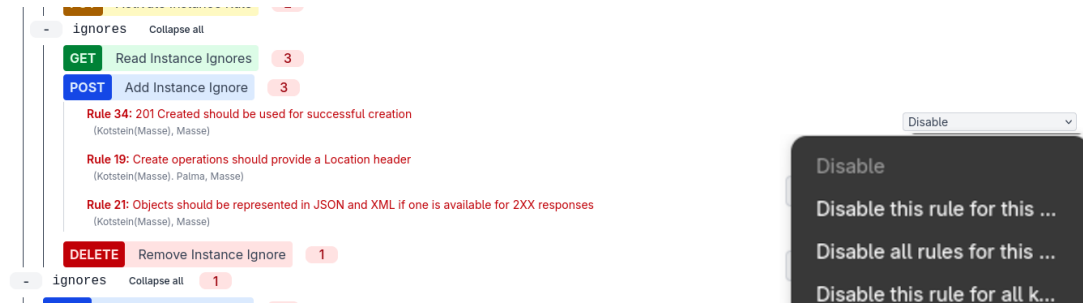 - ignores Collapse all
GET Read Instance Ignores 3
POST Add Instance Ignore 3
Rule 34: 201 Created should be used for successful creation
(Kotstein(Masse), Masse)
Disable
Rule 19: Create operations should provide a Location header
(Kotstein(Masse). Palma, Masse)
Disable
Disable this rule for this ...
Rule 21: Objects should be represented in JSON and XML if one is available for 2XX responses
(Kotstein(Masse), Masse)
Disable all rules for this ...
DELETE Remove Instance Ignore 1
- ignores Collapse all 1
Disable this rule for all k...